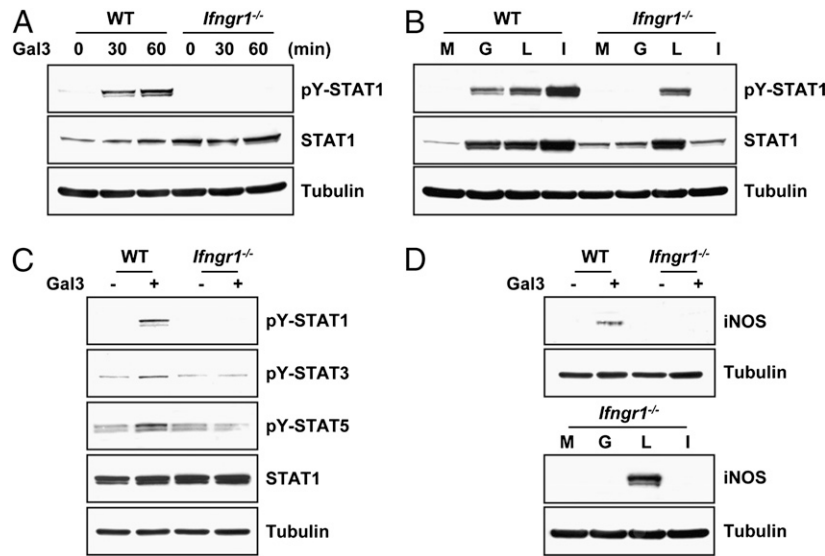 A
WT Ifngr1-/-
Gal3 0 30 60 0 30 60 (min)
pY-STAT1
STAT1
Tubulin
B
WT Ifngr1-/-
M G L I M G L I
pY-STAT1
STAT1
Tubulin
C
WT Ifngr1-/-
Gal3 - + - +
pY-STAT1
pY-STAT3
pY-STAT5
STAT1
Tubulin
D
WT Ifngr1-/-
Gal3 - + - +
iNOS
Tubulin
Ifngr1-/-
M G L I
iNOS
Tubulin